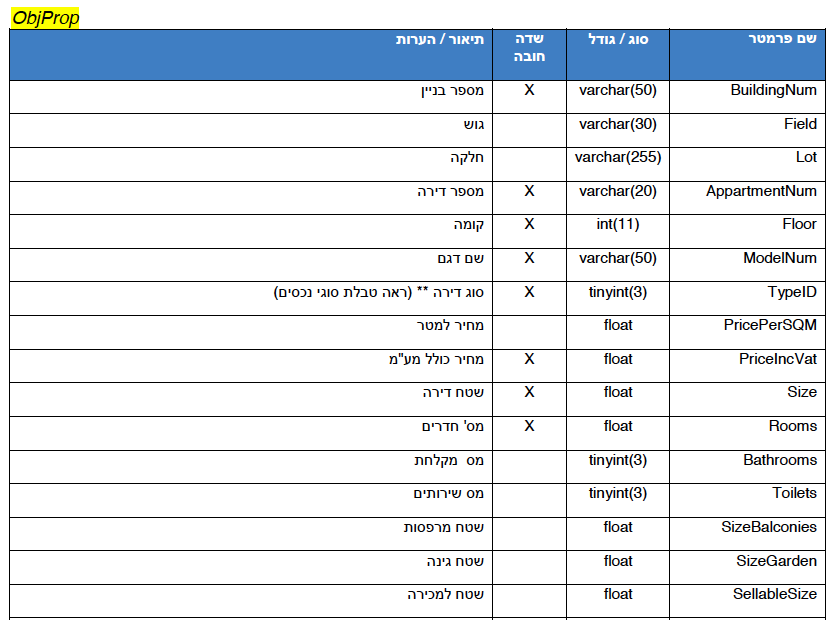 ObjProp
שם פרמטר סוג / גודל שדה חובה תיאור / הערות
BuildingNum varchar(50) X מספר בניין
Field varchar(30) גוש
Lot varchar(255) חלקה
AppartmentNum varchar(20) X מספר דירה
Floor int(11) X קומה
ModelNum varchar(50) X שם דגם
TypeID tinyint(3) X סוג דירה ** (ראה טבלת סוגי נכסים)
PricePerSQM float מחיר למטר
PriceIncVat float X מחיר כולל מע"מ
Size float X שטח דירה
Rooms float X מס' חדרים
Bathrooms tinyint(3) מס מקלחת
Toilets tinyint(3) מס שירותים
SizeBalconies float שטח מרפסות
SizeGarden float שטח גינה
SellableSize float שטח למכירה